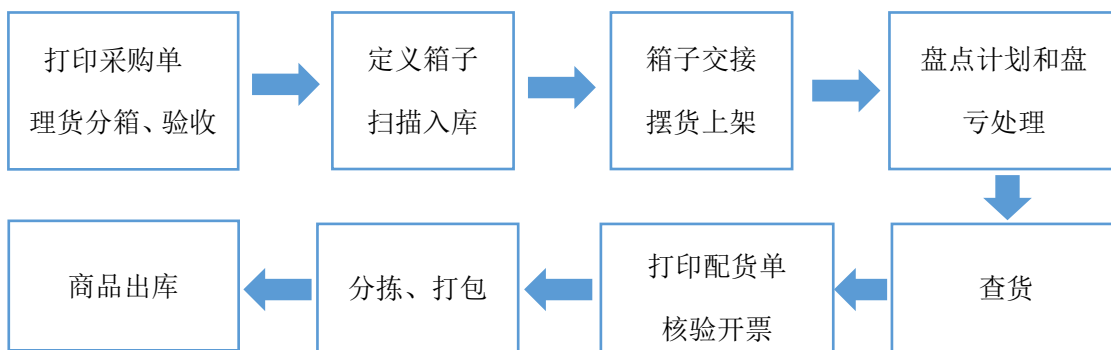 打印采购单
理货分箱、验收
定义箱子
扫描入库
箱子交接
摆货上架
盘点计划和盘
亏处理
查货
打印配货单
核验开票
分拣、打包
商品出库